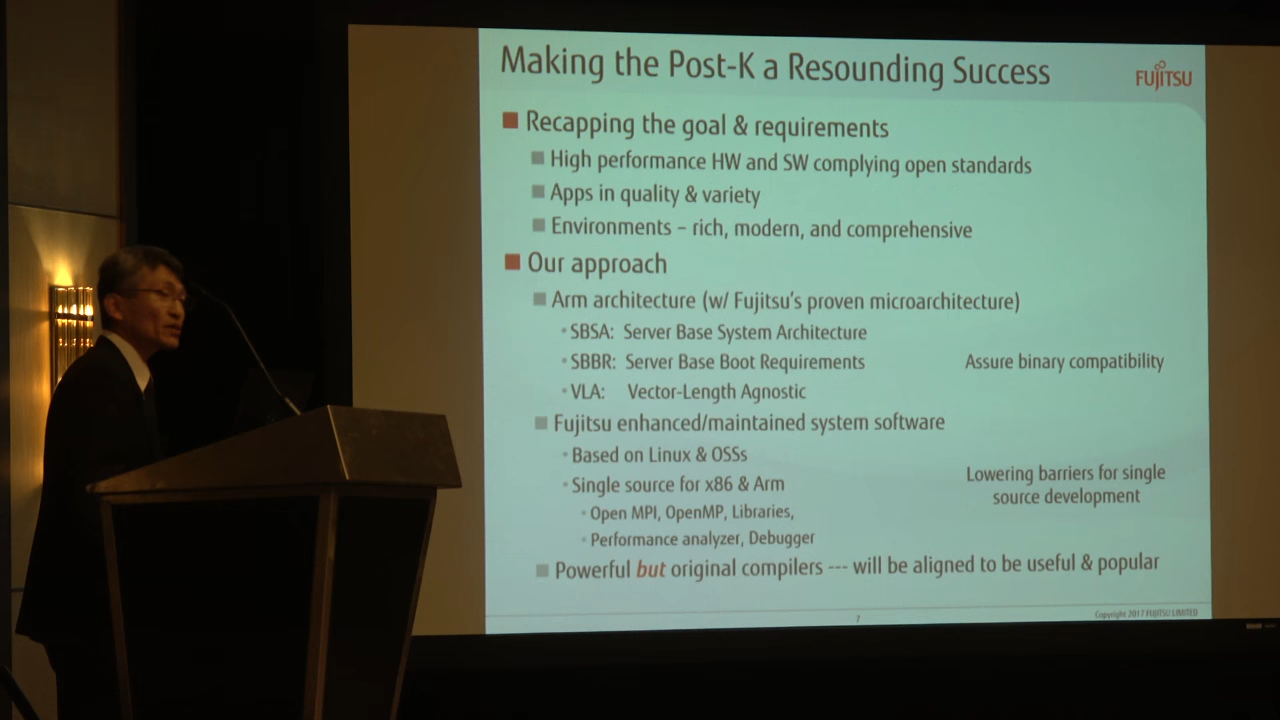 Making the Post-K a Resounding Success
FUJITSU
Recapping the goal & requirements
High performance HW and SW complying open standards
Apps in quality & variety
Environments – rich, modern, and comprehensive
Our approach
Arm architecture (w/ Fujitsu's proven microarchitecture)
SBSA: Server Base System Architecture
SBBR: Server Base Boot Requirements
Assure binary compatibility
VLA: Vector-Length Agnostic
Fujitsu enhanced/maintained system software
Based on Linux & OSSs
Single source for x86 & Arm
Lowering barriers for single
source development
Open MPI, OpenMP, Libraries,
Performance analyzer, Debugger
Powerful but original compilers --- will be aligned to be useful & popular
7
Copyright 2017 FUJITSU LIMITED